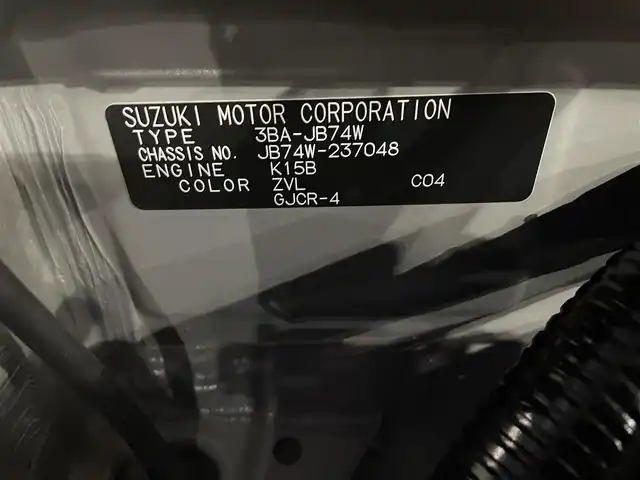 SUZUKI MOTOR CORPORATION
TYPE 3BA-JB74W
CHASSIS NO. JB74W-237048
ENGINE K15B
COLOR ZVL C04
GJCR-4